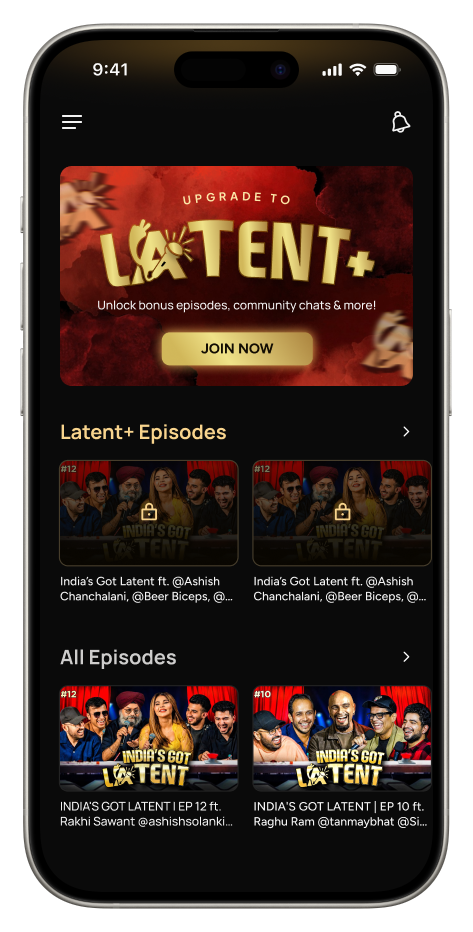 9:41
UPGRADE TO
LATENT+
Unlock bonus episodes, community chats & more!
JOIN NOW
Latent+ Episodes
#12
#12
INDIA'S GOT
LATENT
INDIA'S GOT
LATENT
India's Got Latent ft. @Ashish
Chanchalani, @Beer Biceps, @...
India's Got Latent ft. @Ashish
Chanchalani, @Beer Biceps, @...
All Episodes
#12
#10
INDIA'S GOT
LATENT
INDIA'S GOT
LATENT
INDIA'S GOT LATENT I EP 12 ft.
Rakhi Sawant @ashishsolanki...
INDIA'S GOT LATENT | EP 10 ft.
Raghu Ram @tanmaybhat @Si...